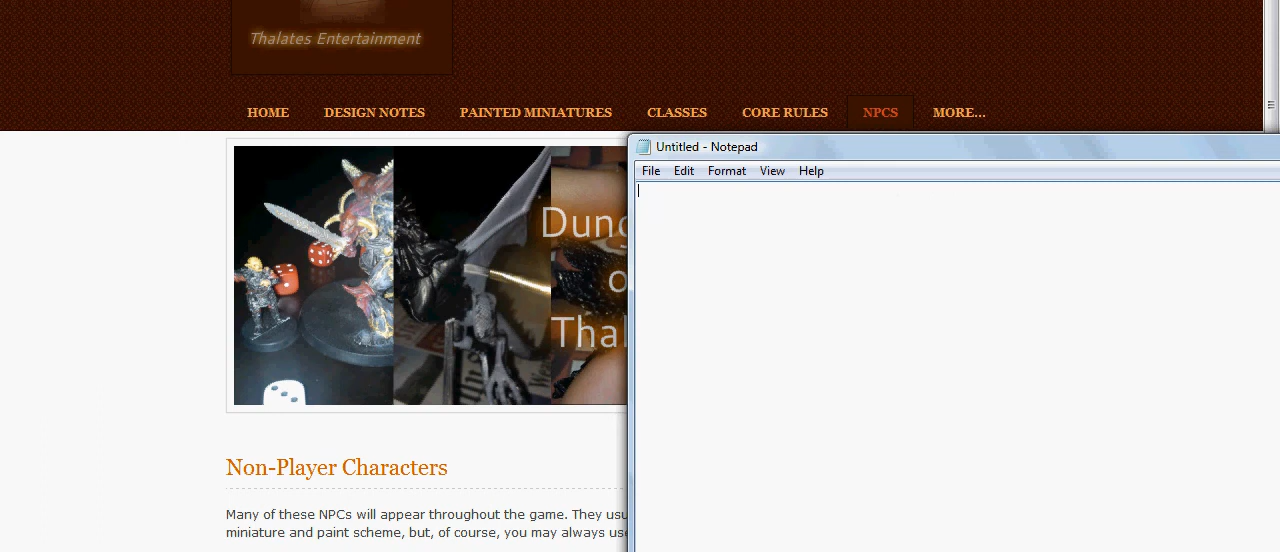 Thalates Entertainment
HOME DESIGN NOTES PAINTED MINIATURES CLASSES CORE RULES NPCS MORE...
Untitled - Notepad
File Edit Format View Help
Dung
o
Thal
Non-Player Characters
Many of these NPCs will appear throughout the game. They usu
miniature and paint scheme, but, of course, you may always use